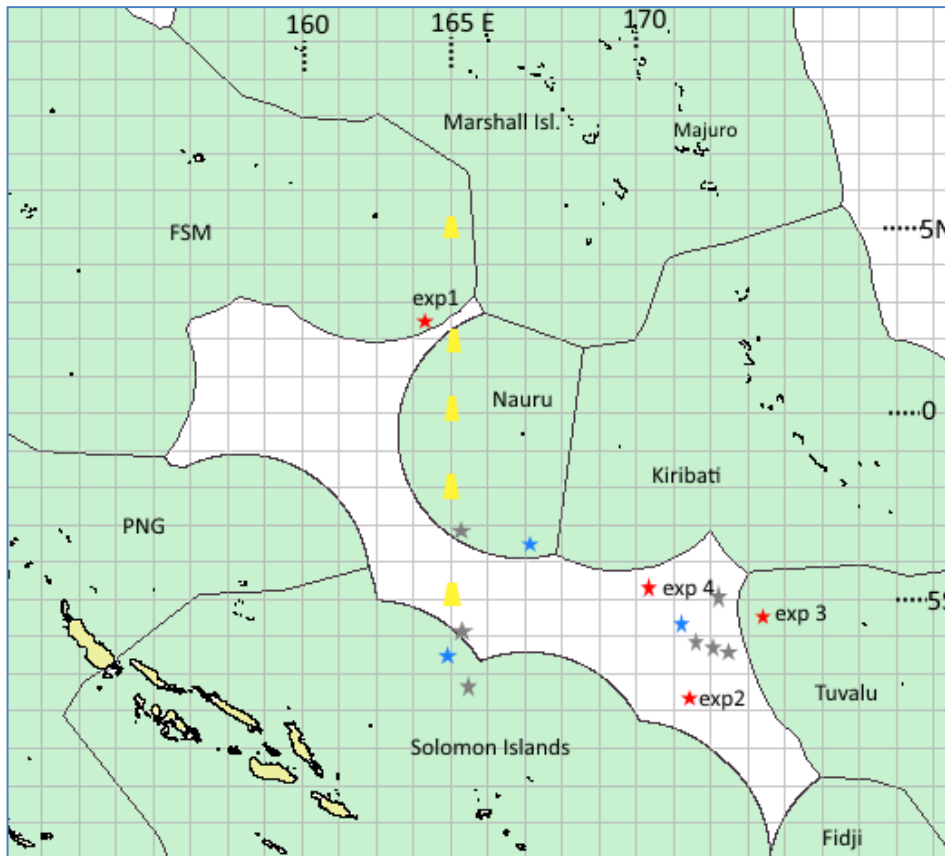 160
165 E
170
Marshall Isl.
Majuro
FSM
5N
exp1
Nauru
0
Kiribati
PNG
exp 4
5S
exp 3
exp2
Tuvalu
Solomon Islands
Fidji